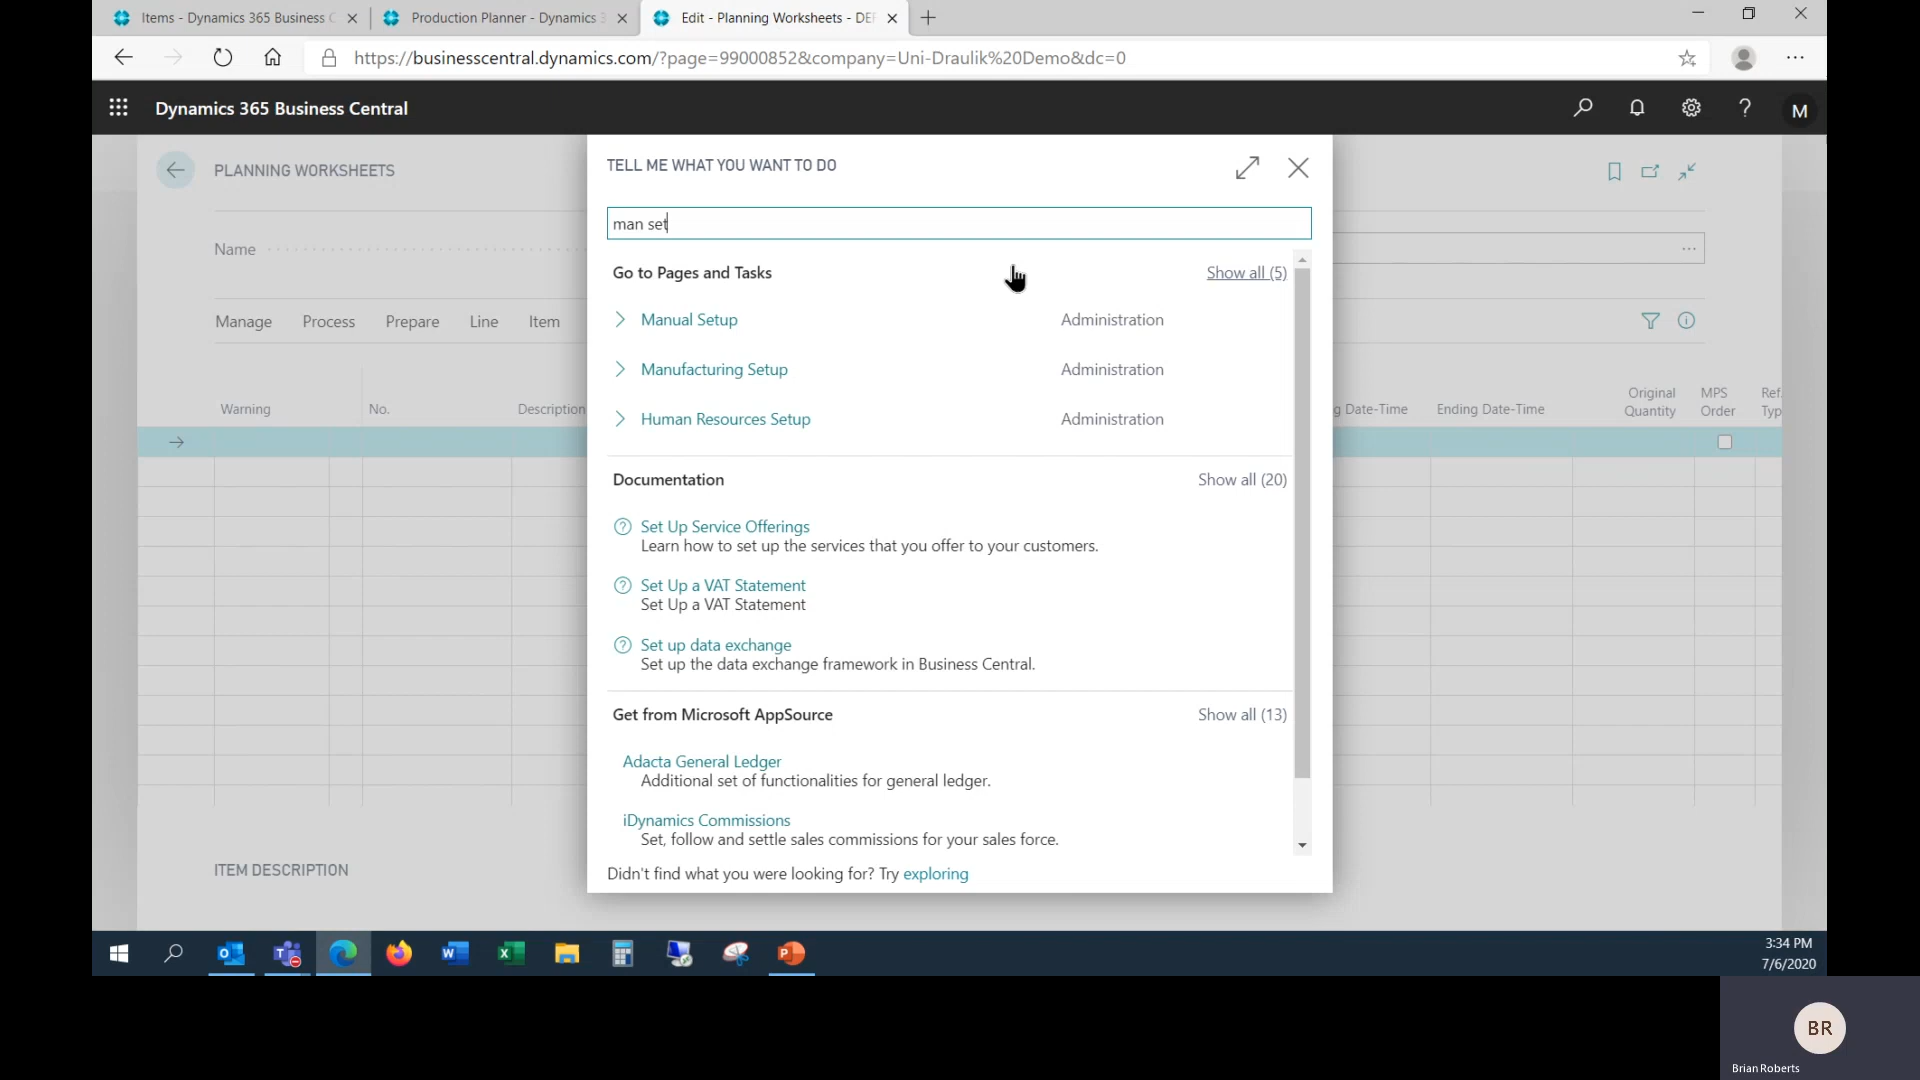 Items - Dynamics 365 Business C
Production Planner - Dynamics 3
Edit - Planning Worksheets - DEF
https://businesscentral.dynamics.com/?page=99000852&company=Uni-Draulik%20Demo&dc=0
Dynamics 365 Business Central
M
PLANNING WORKSHEETS
TELL ME WHAT YOU WANT TO DO
man set
Name
Go to Pages and Tasks
Show all (5)
Manage
Process
Prepare
Line
Item
Manual Setup
Administration
Manufacturing Setup
Administration
Human Resources Setup
Administration
Warning
No.
Description
g Date-Time
Ending Date-Time
Original
Quantity
MPS
Order
Ref.
Typ
Documentation
Show all (20)
Set Up Service Offerings
Learn how to set up the services that you offer to your customers.
Set Up a VAT Statement
Set Up a VAT Statement
Set up data exchange
Set up the data exchange framework in Business Central.
Get from Microsoft AppSource
Show all (13)
Adacta General Ledger
Additional set of functionalities for general ledger.
iDynamics Commissions
Set, follow and settle sales commissions for your sales force.
Didn't find what you were looking for? Try exploring
ITEM DESCRIPTION
3:34 PM
7/6/2020
BR
Brian Roberts